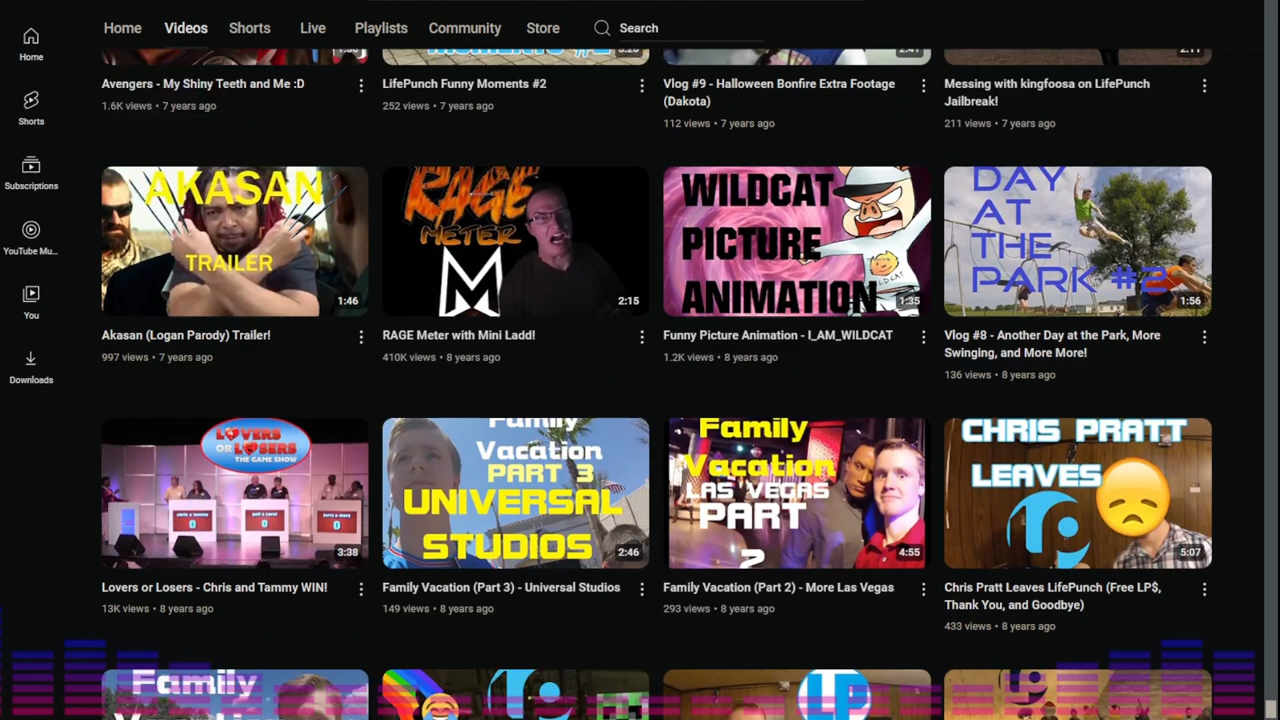 Home Videos Shorts Live Playlists Community Store Search
Home
Shorts
Subscriptions
YouTube Mu...
You
Downloads
2:41
Avengers - My Shiny Teeth and Me :D
1.6K views • 7 years ago
LifePunch Funny Moments #2
252 views • 7 years ago
Vlog #9 - Halloween Bonfire Extra Footage
(Dakota)
112 views • 7 years ago
Messing with kingfoosa on LifePunch
Jailbreak!
211 views • 7 years ago
AKASAN
TRAILER
1:46
Akasan (Logan Parody) Trailer!
997 views • 7 years ago
RAGE
METER
M
2:15
RAGE Meter with Mini Ladd!
410K views • 8 years ago
WILDCAT
PICTURE
ANIMATION
WILDCAT
1:35
Funny Picture Animation - I_AM_WILDCAT
1.2K views • 8 years ago
DAY
AT
THE
PARK #2
1:56
Vlog #8 - Another Day at the Park, More
Swinging, and More More!
136 views • 8 years ago
LOVERS
OR LOSERS
THE GAME SHOW
0
0
0
3:38
Lovers or Losers - Chris and Tammy WIN!
13K views • 8 years ago
Family
Vacation
PART 3
UNIVERSAL
STUDIOS
2:46
Family Vacation (Part 3) - Universal Studios
149 views • 8 years ago
Family
Vacation
LAS VEGAS
PART
2
4:55
Family Vacation (Part 2) - More Las Vegas
293 views • 8 years ago
CHRIS PRATT
LEAVES
5:07
Chris Pratt Leaves LifePunch (Free LP$,
Thank You, and Goodbye)
433 views • 8 years ago
Family
Vacation
LP